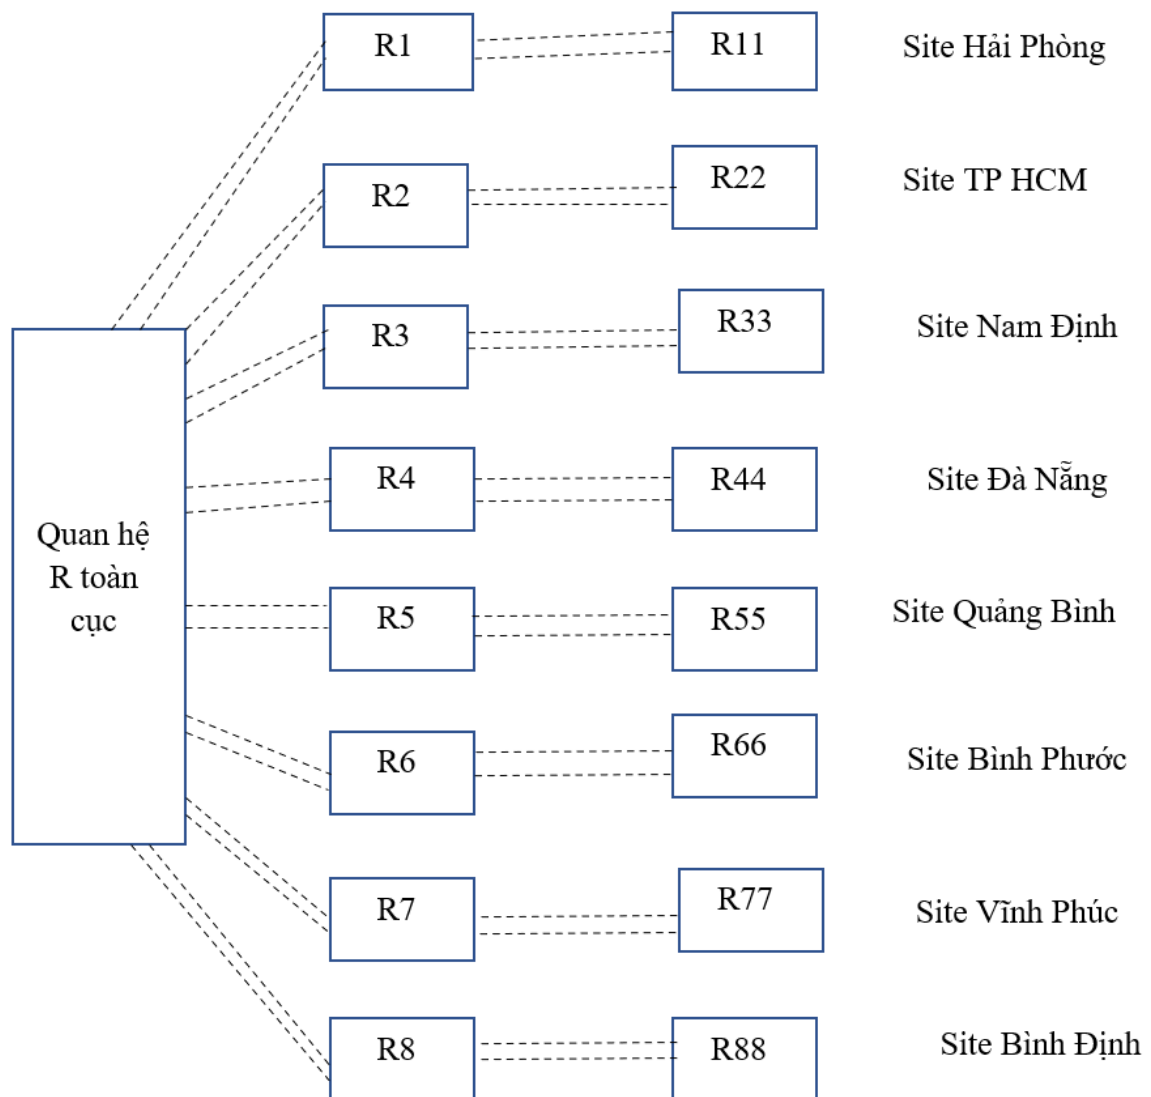 R1
R11
Site Hải Phòng
R2
R22
Site TP HCM
R3
R33
Site Nam Định
R4
R44
Site Đà Nẵng
Quan hệ
R toàn
cục
R5
R55
Site Quảng Bình
R6
R66
Site Bình Phước
R7
R77
Site Vĩnh Phúc
R8
R88
Site Bình Định